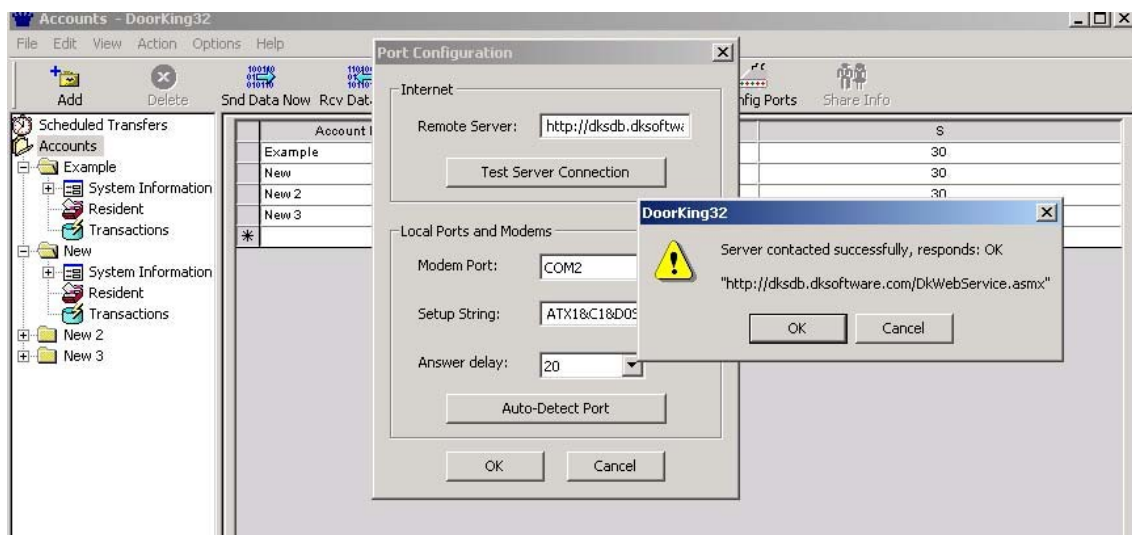 Accounts - DoorKing32
File Edit View Action Options Help
Add
Delete
Snd Data Now
Rcv Dat
Config Ports
Share Info
Scheduled Transfers
Accounts
Example
System Information
Resident
Transactions
New
System Information
Resident
Transactions
New 2
New 3
Account
S
Example
30
New
30
New 2
30
New 3
Port Configuration
Internet
Remote Server: http://dksdb.dksoftwa
Test Server Connection
Local Ports and Modems
Modem Port: COM2
Setup String: ATX1&C1&D0S
Answer delay: 20
Auto-Detect Port
OK
Cancel
DoorKing32
Server contacted successfully, responds: OK
"http://dksdb.dksoftware.com/DkWebService.asmx"
OK
Cancel